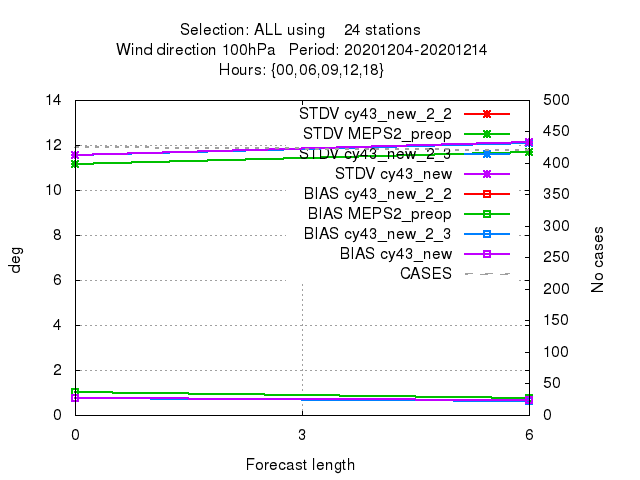 Selection: ALL using 24 stations
Wind direction 100hPa Period: 20201204-20201214
Hours: {00,06,09,12,18}
14 500
STDV cy43_new_2_2
450
STDV MEPS2_preop
12
STDV cy43_new_2_3
400
STDV cy43_new
10
350
BIAS cy43_new_2_2
BIAS MEPS2_preop
300
8
BIAS cy43_new_2_3
250
BIAS cy43_new
deg
No cases
CASES
6
200
150
4
100
2
50
0 0
0 3 6
Forecast length